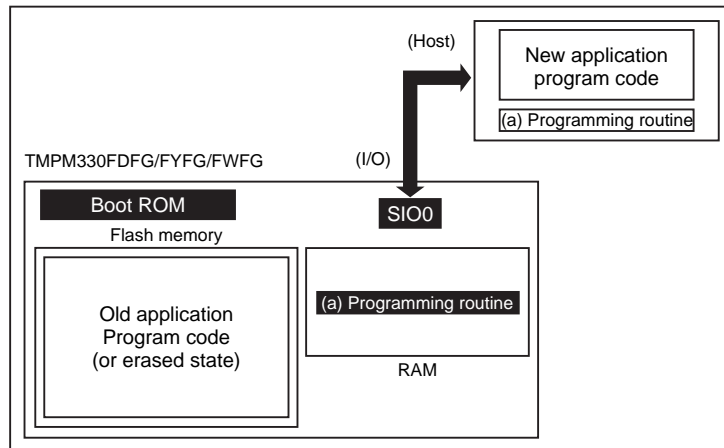 (Host)
New application
program code
(a) Programming routine
TMPM330FDFG/FYFG/FWFG
(I/O)
Boot ROM
SIO0
Flash memory
Old application
Program code
(or erased state)
(a) Programming routine
RAM